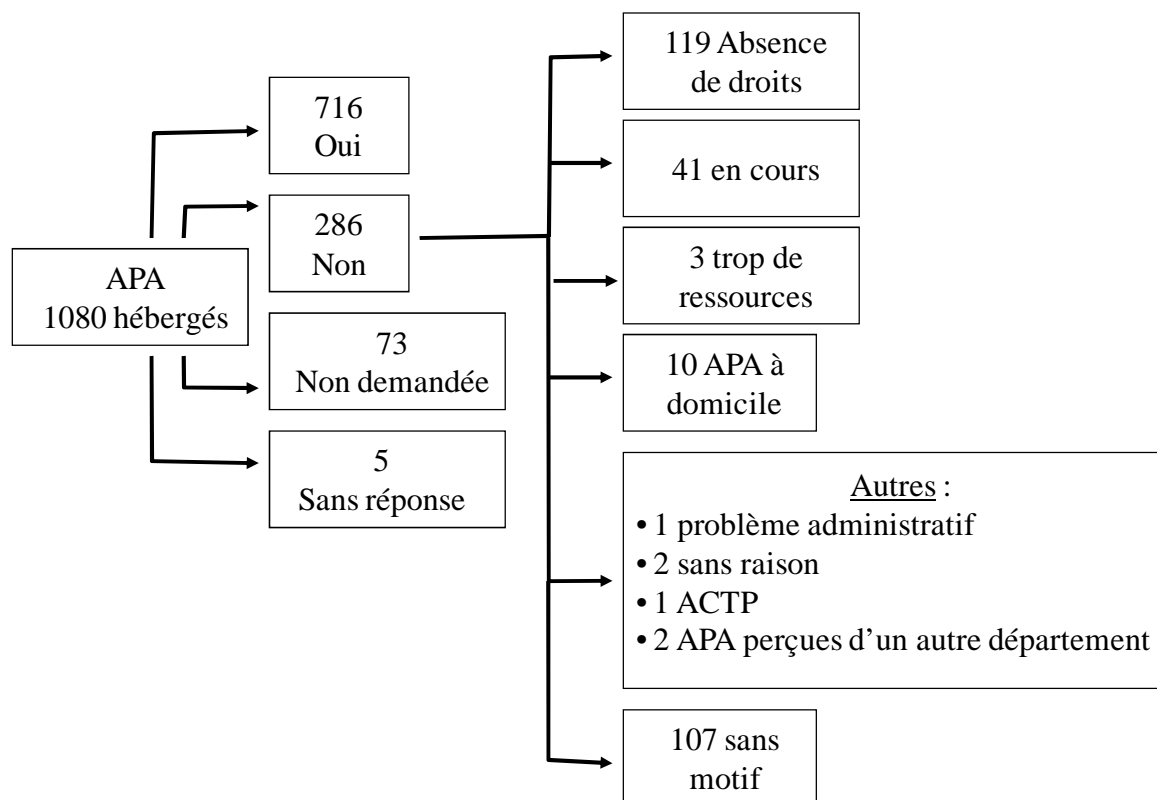 APA
1080 hébergés
716
Oui
286
Non
73
Non demandée
5
Sans réponse
119 Absence
de droits
41 en cours
3 trop de
ressources
10 APA à
domicile
Autres :
• 1 problème administratif
• 2 sans raison
• 1 ACTP
• 2 APA perçues d’un autre département
107 sans
motif